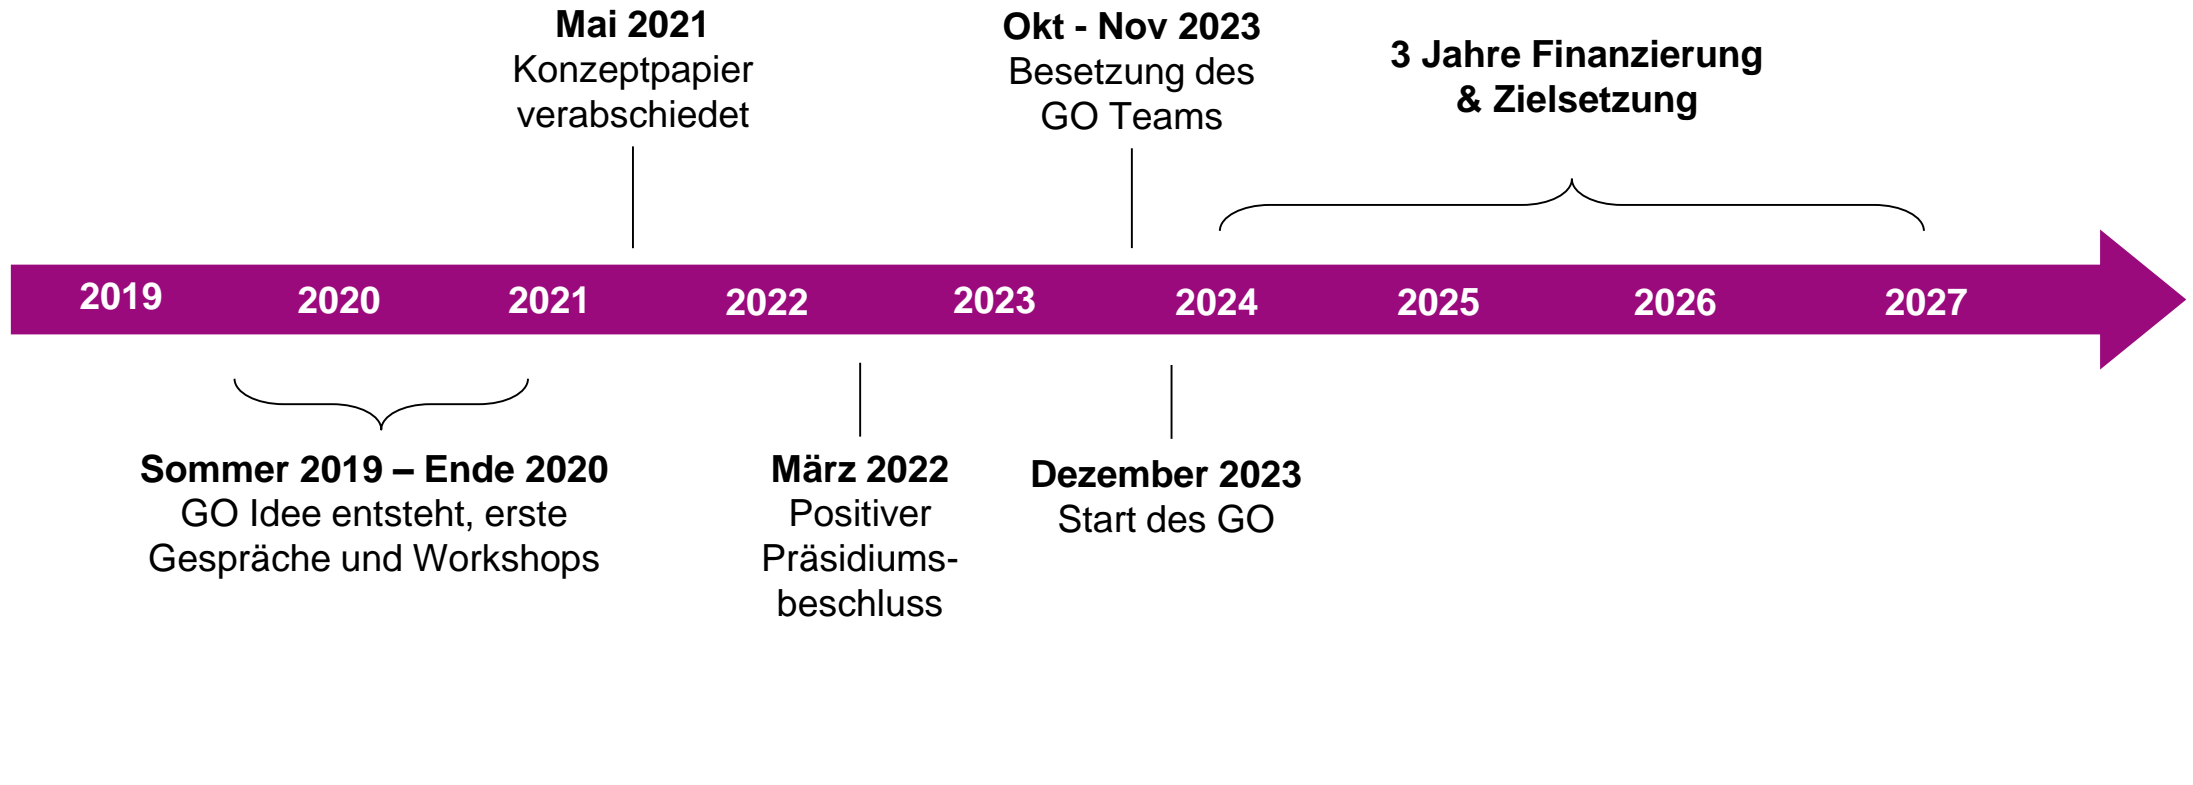 Mai 2021
Konzeptpapier
verabschiedet
Okt - Nov 2023
Besetzung des
GO Teams
3 Jahre Finanzierung
& Zielsetzung
2019
2020
2021
2022
2023
2024
2025
2026
2027
Sommer 2019 – Ende 2020
GO Idee entsteht, erste
Gespräche und Workshops
März 2022
Positiver
Präsidiums-
beschluss
Dezember 2023
Start des GO